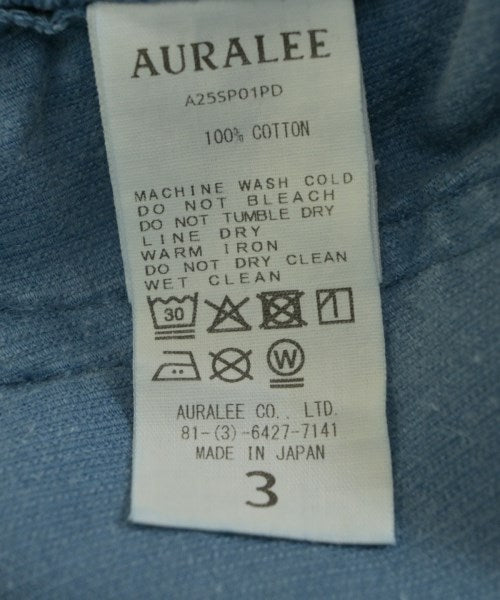 AURALEE
A25SP01PD
100% COTTON
MACHINE WASH COLD
DO NOT BLEACH
DO NOT TUMBLE DRY
LINE DRY
WARM IRON
DO NOT DRY CLEAN
WET CLEAN
30
W
AURALEE CO., LTD.
81-(3)-6427-7141
MADE IN JAPAN
3